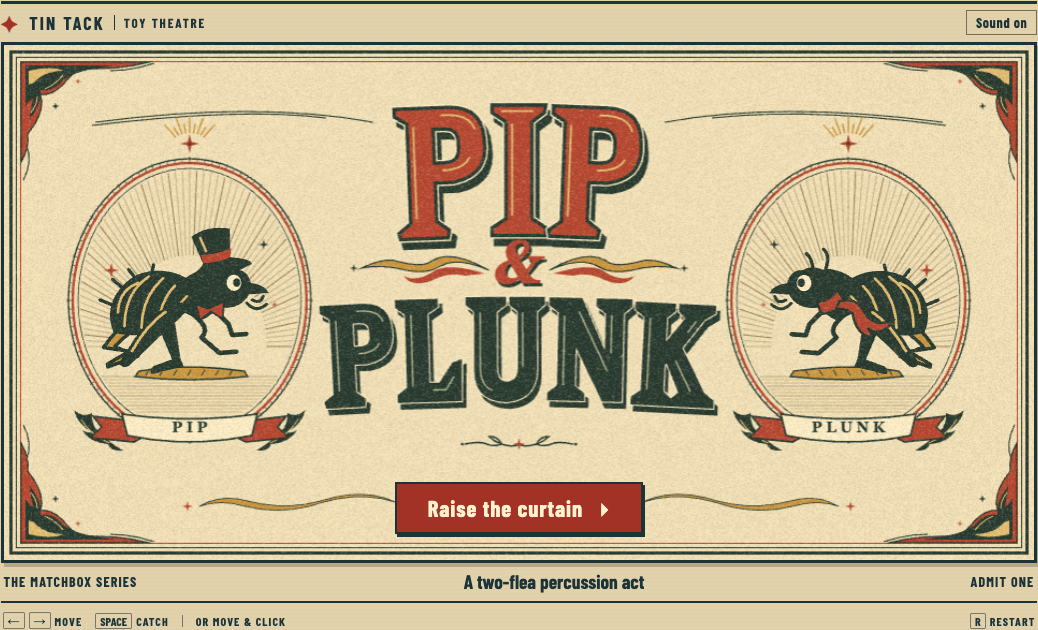 TIN TACK | TOY THEATRE
Sound on
PIP
&
PLUNK
PIP
PLUNK
Raise the curtain
THE MATCHBOX SERIES
A two-flea percussion act
ADMIT ONE
← → MOVE SPACE CATCH | OR MOVE & CLICK
R RESTART